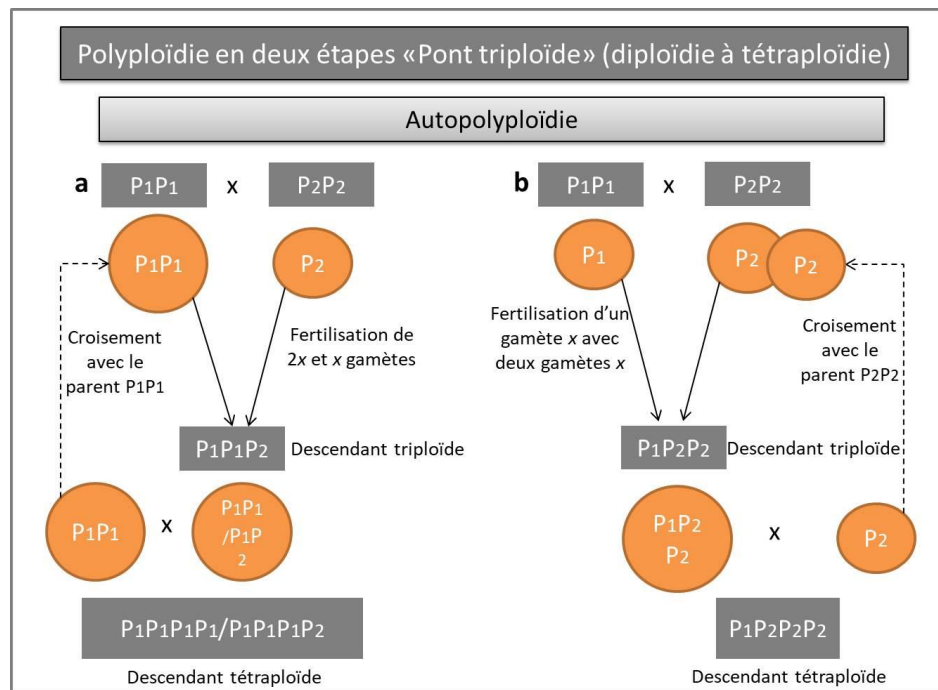 Polyploïdie en deux étapes «Pont triploïde» (diploïdie à tétraploïdie)
Autopolyploïdie
a
P1P1
x
P2P2
P1P1
P2
Croisement
avec le
parent P1P1
Fertilisation de
2x et x gamètes
P1P1P2
Descendant triploïde
P1P1
x
P1P1
/P1P
2
P1P1P1P1/P1P1P1P2
Descendant tétraploïde
b
P1P1
x
P2P2
P1
P2
P2
Fertilisation d'un
gamète x avec
deux gamètes x
Croisement
avec le
parent P2P2
P1P2P2
Descendant triploïde
P1P2
P2
x
P2
P1P2P2P2
Descendant tétraploïde